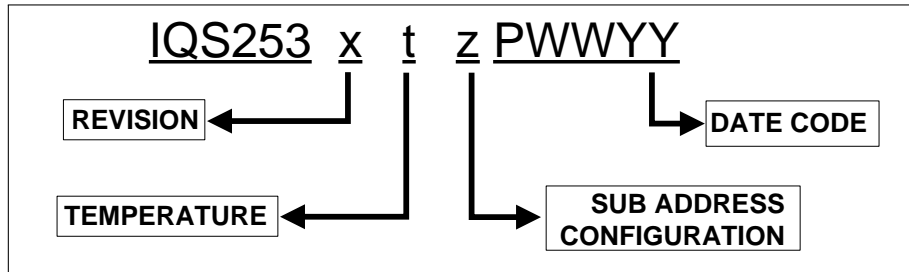 IQS253 x t z PWWYY
REVISION
DATE CODE
TEMPERATURE
SUB ADDRESS
CONFIGURATION